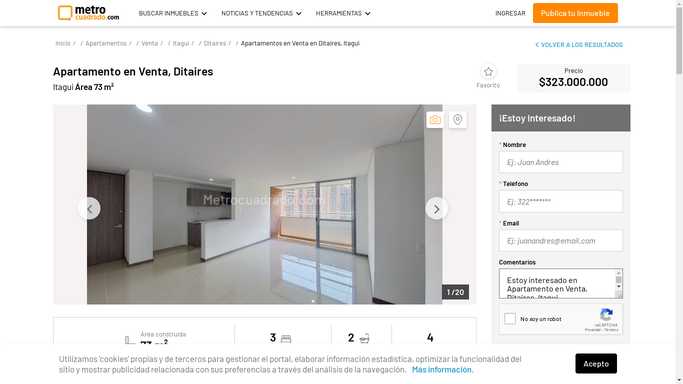 metro
cuadrado.com
BUSCAR INMUEBLES
NOTICIAS Y TENDENCIAS
HERRAMIENTAS
INGRESAR
Publica tu Inmueble
Inicio / Apartamentos / Venta / Itagui / Ditaires / Apartamentos en Venta en Ditaires, Itagui
VOLVER A LOS RESULTADOS
Apartamento en Venta, Ditaires
Itagui Área 73 m²
Favorito
Precio
$323.000.000
Metrocuadrado.com
1 /20
¡Estoy Interesado!
* Nombre
Ej: Juan Andres
* Teléfono
Ej: 322*******
* Email
Ej: juanandres@email.com
Comentarios
Estoy interesado en
Apartamento en Venta,
Ditaires, Itagui
No soy un robot
reCAPTCHA
Privacidad - Términos
Área construida
73 m²
3
2
4
Utilizamos 'cookies' propias y de terceros para gestionar el portal, elaborar información estadística, optimizar la funcionalidad del
sitio y mostrar publicidad relacionada con sus preferencias a través del análisis de la navegación. Más información.
Acepto